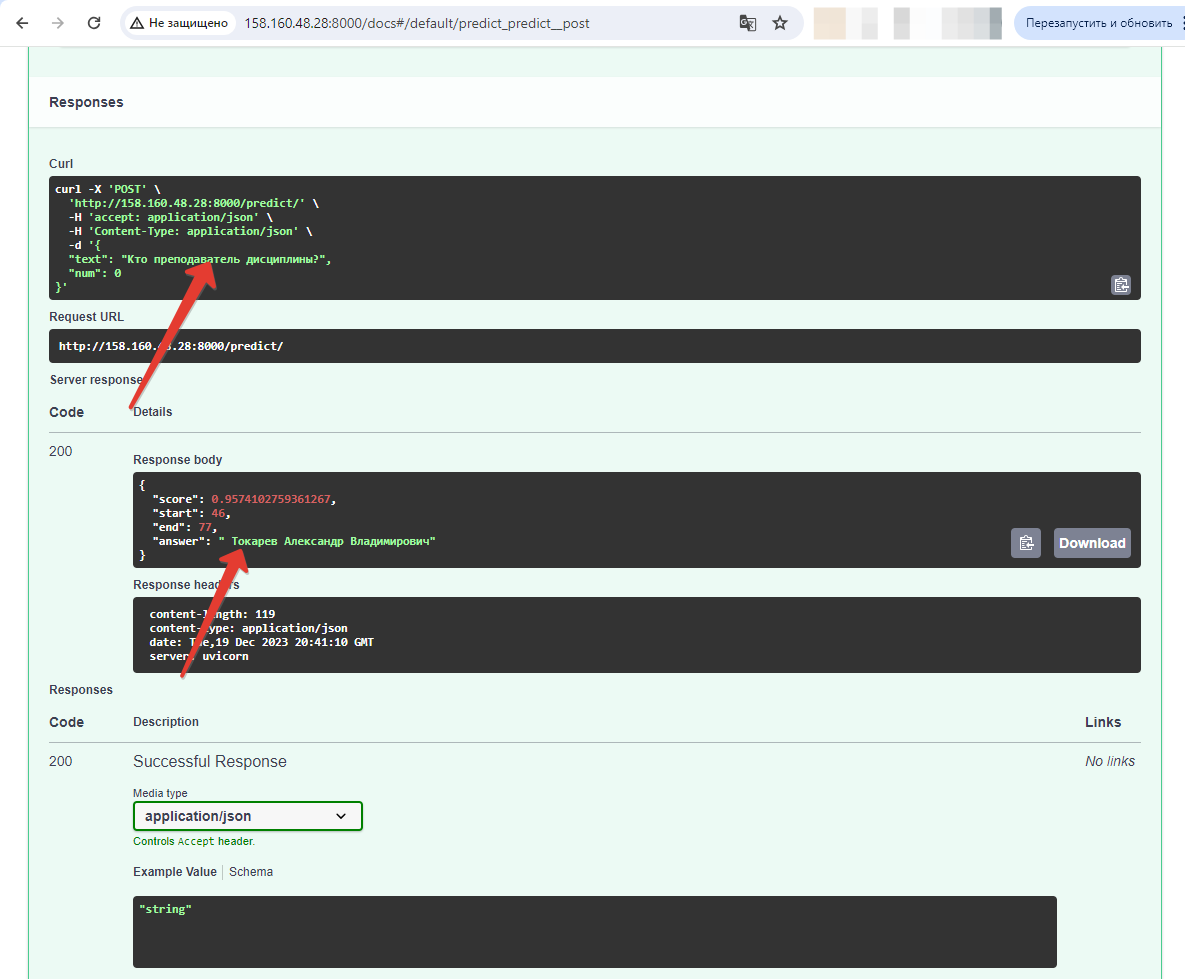 Не защищено
158.160.48.28:8000/docs#/default/predict_predict__post
Перезапустить и обновить
Responses
Curl
curl -X 'POST' \
'http://158.160.48.28:8000/predict/' \
-H 'accept: application/json' \
-H 'Content-Type: application/json' \
-d '{
"text": "Кто преподаватель дисциплины?",
"num": 0
}'
Request URL
http://158.160.48.28:8000/predict/
Server response
Code Details
200
Response body
{
"score": 0.9574102759361267,
"start": 46,
"end": 77,
"answer": " Токарев Александр Владимирович"
}
Download
Response headers
content-length: 119
content-type: application/json
date: Tue,19 Dec 2023 20:41:10 GMT
server: uvicorn
Responses
Code Description Links
200 Successful Response No links
Media type
application/json
Controls Accept header.
Example Value Schema
"string"